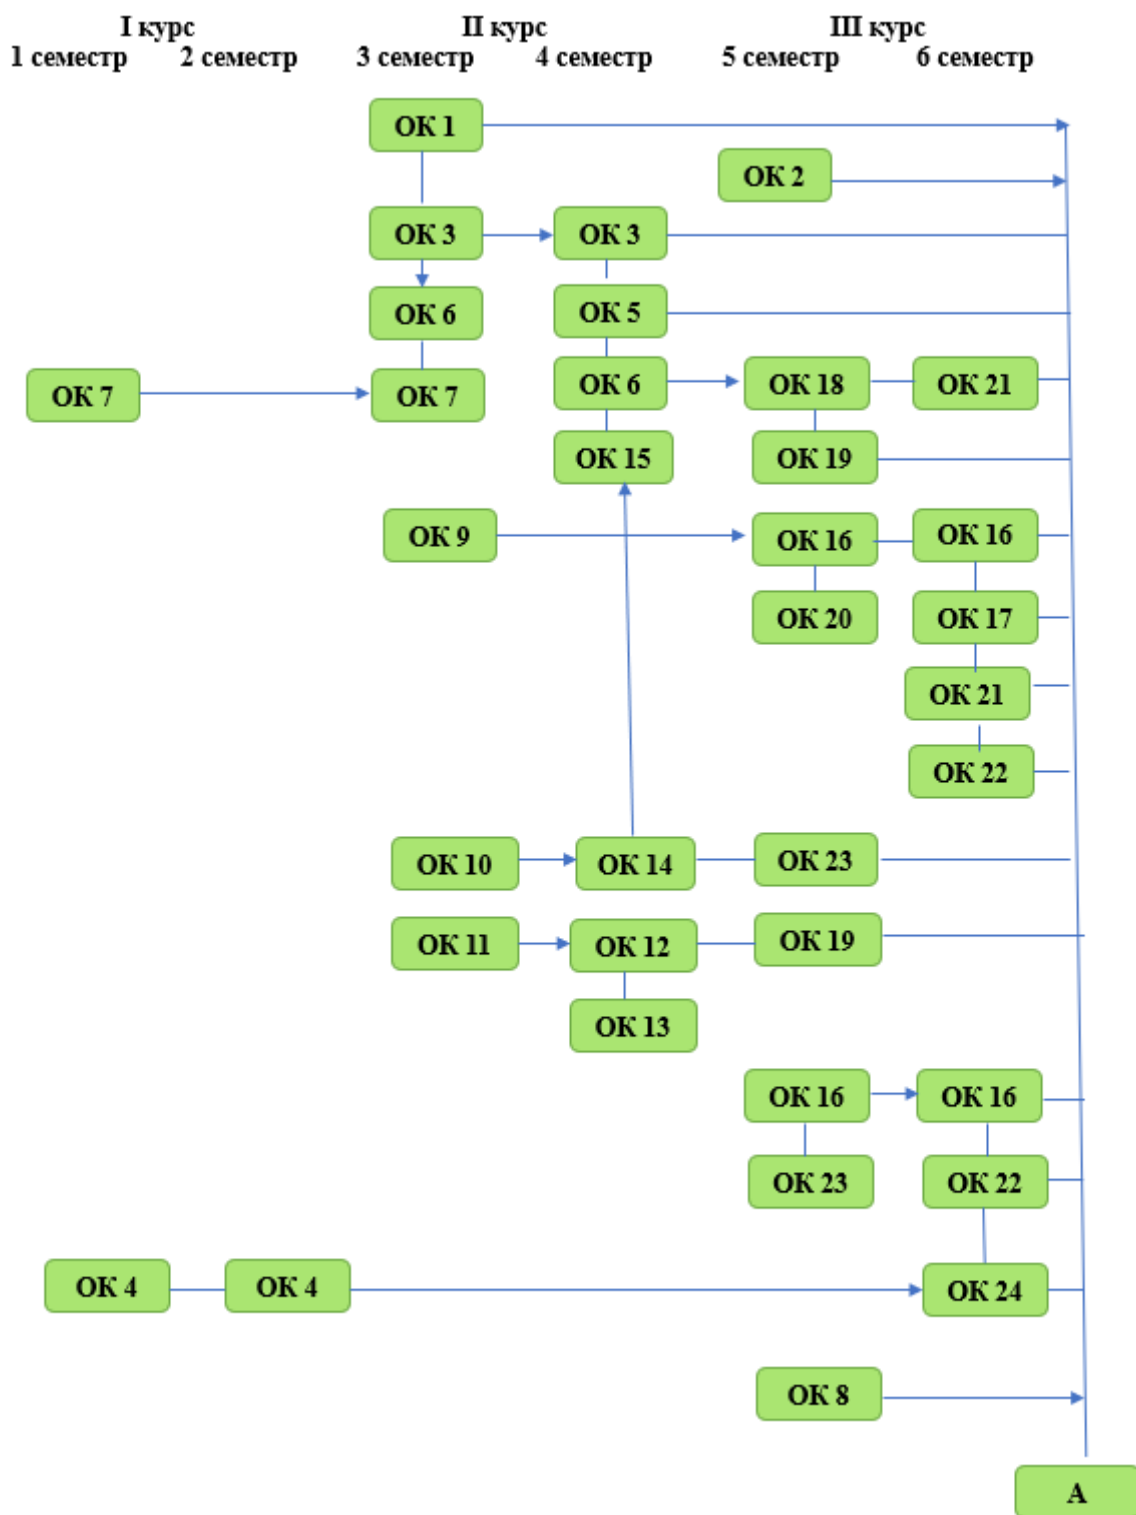 I курс II курс III курс
1 семестр 2 семестр 3 семестр 4 семестр 5 семестр 6 семестр
ОК 1
ОК 2
ОК 3 ОК 3
ОК 6 ОК 5
ОК 7 ОК 7 ОК 6 ОК 18 ОК 21
ОК 15 ОК 19
ОК 9 ОК 16 ОК 16
ОК 20 ОК 17
ОК 21
ОК 22
ОК 10 ОК 14 ОК 23
ОК 11 ОК 12 ОК 19
ОК 13
ОК 16 ОК 16
ОК 23 ОК 22
ОК 4 ОК 4 ОК 24
ОК 8
А